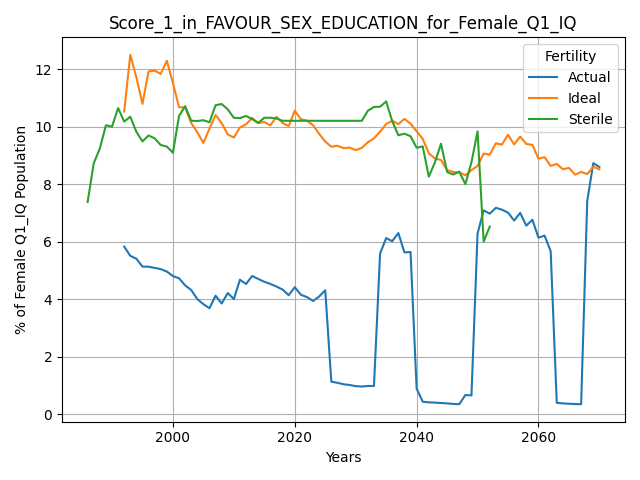 Score_1_in_FAVOUR_SEX_EDUCATION_for_Female_Q1_IQ
% of Female Q1_IQ Population
12
10
8
6
4
2
0
Fertility
Actual
Ideal
Sterile
2000
2020
2040
2060
Years